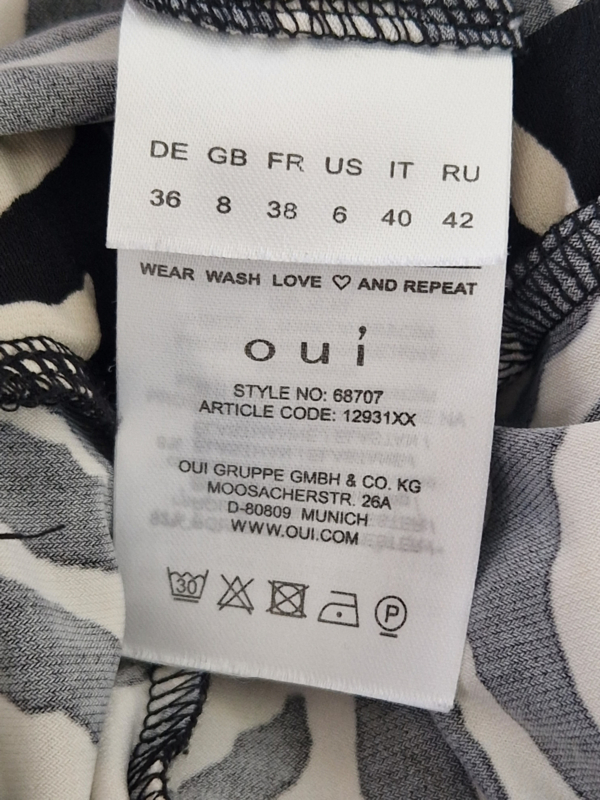 DE GB FR US IT RU
36 8 38 6 40 42
WEAR WASH LOVE ♡ AND REPEAT
oui
STYLE NO: 68707
ARTICLE CODE: 12931XX
OUI GRUPPE GMBH & CO. KG
MOOSACHERSTR. 26A
D-80809 MUNICH
WWW.OUI.COM
30 P